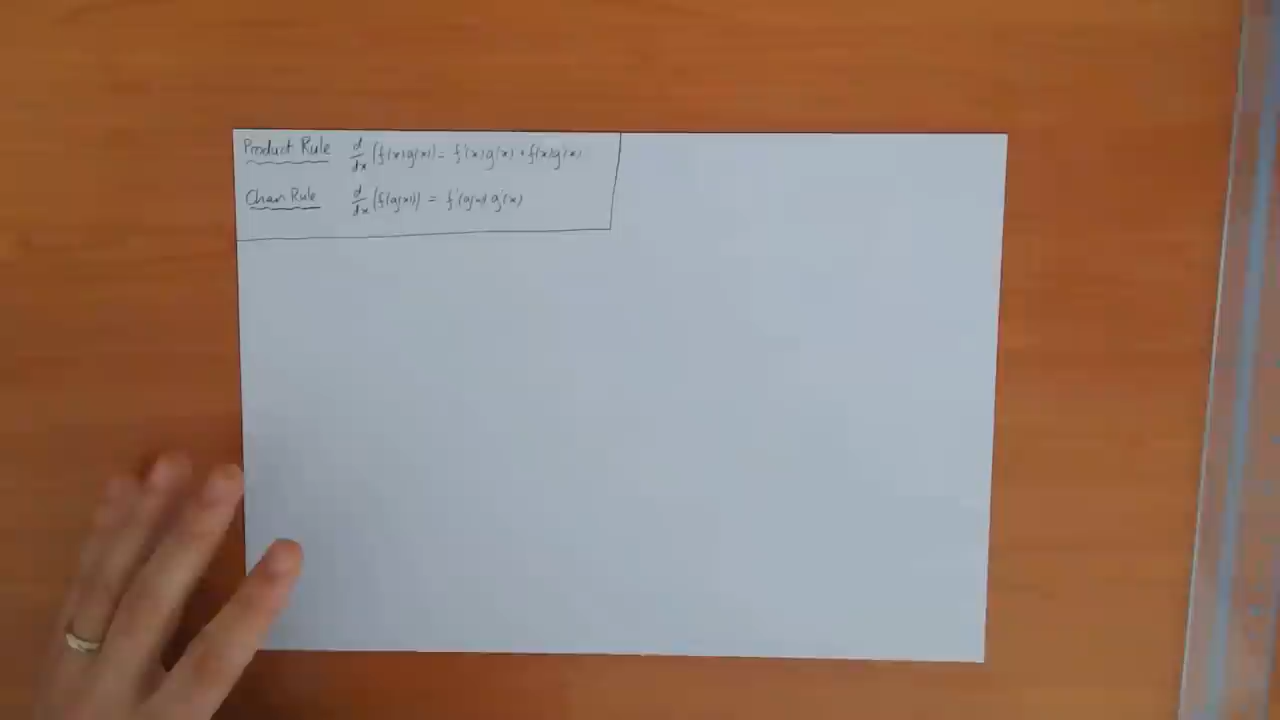 Product Rule d/dx (f(x)g(x)) = f'(x)g(x) + f(x)g'(x)
Chain Rule d/dx (f(g(x))) = f'(g(x)) g'(x)